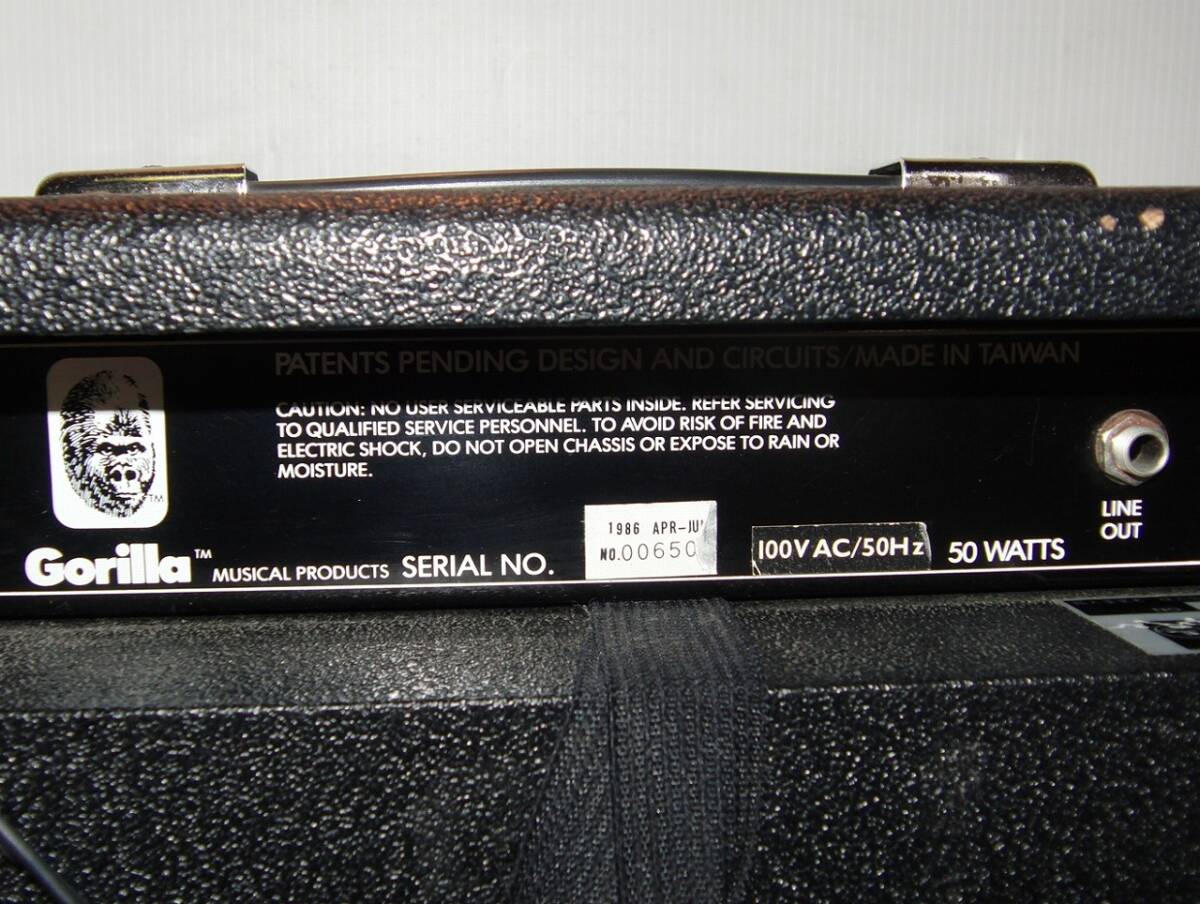 PATENTS PENDING DESIGN AND CIRCUITS/MADE IN TAIWAN
CAUTION: NO USER SERVICEABLE PARTS INSIDE. REFER SERVICING
TO QUALIFIED SERVICE PERSONNEL. TO AVOID RISK OF FIRE AND
ELECTRIC SHOCK, DO NOT OPEN CHASSIS OR EXPOSE TO RAIN OR
MOISTURE.
TM
LINE
OUT
Gorilla™ MUSICAL PRODUCTS SERIAL NO.
1986 APR-JU
NO.00650
100V AC/50Hz
50 WATTS